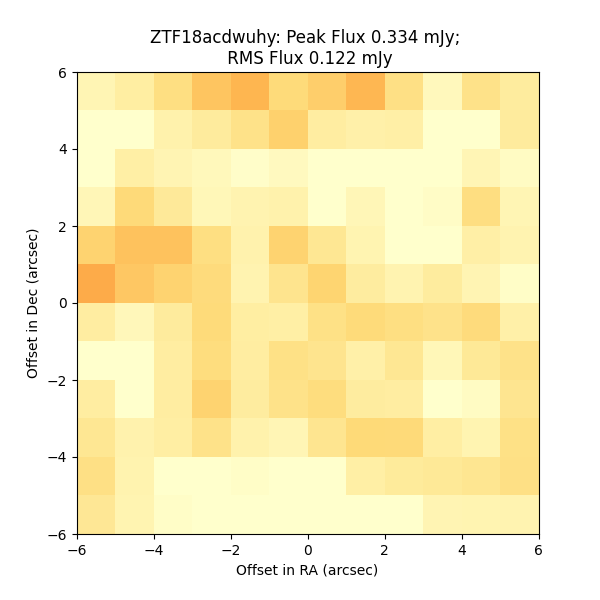 ZTF18acdwuhy: Peak Flux 0.334 mJy;
RMS Flux 0.122 mJy
6
4
2
0
−2
−4
−6
Offset in Dec (arcsec)
−6 −4 −2 0 2 4 6
Offset in RA (arcsec)